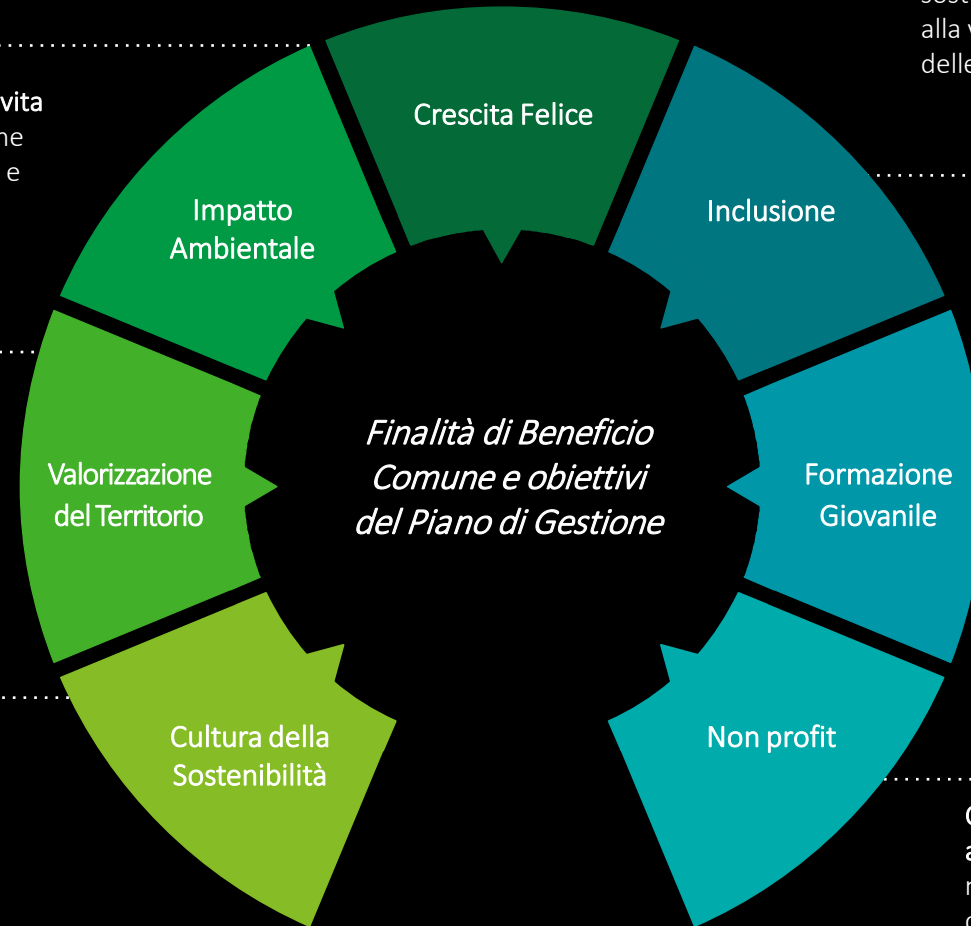 alla
delle
vita
e
Crescita Felice
Impatto
Ambientale
Inclusione
Finalità di Beneficio
Comune e obiettivi
del Piano di Gestione
Valorizzazione
del Territorio
Formazione
Giovanile
Cultura della
Sostenibilità
Non profit